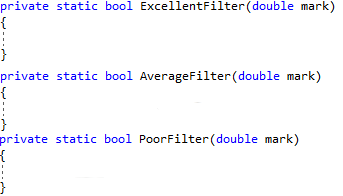 private static bool ExcellentFilter(double mark)
{
}
private static bool AverageFilter(double mark)
{
}
private static bool PoorFilter(double mark)
{
}